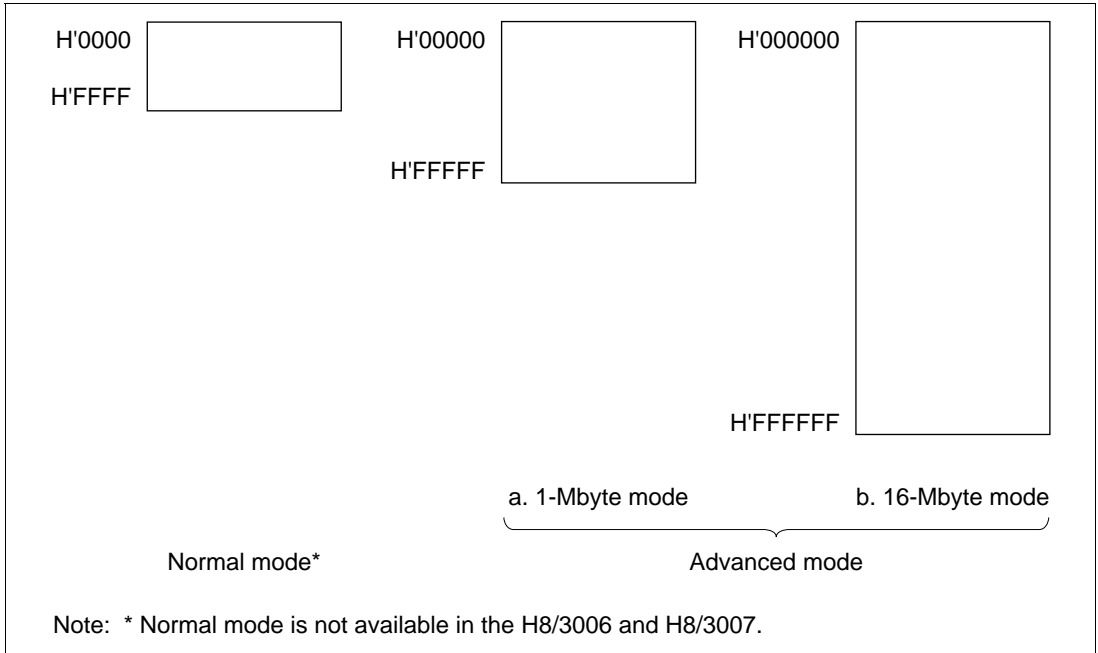 H'0000
H'FFFF
H'00000
H'FFFFF
H'000000
H'FFFFFF
a. 1-Mbyte mode
b. 16-Mbyte mode
Normal mode*
Advanced mode
Note: * Normal mode is not available in the H8/3006 and H8/3007.